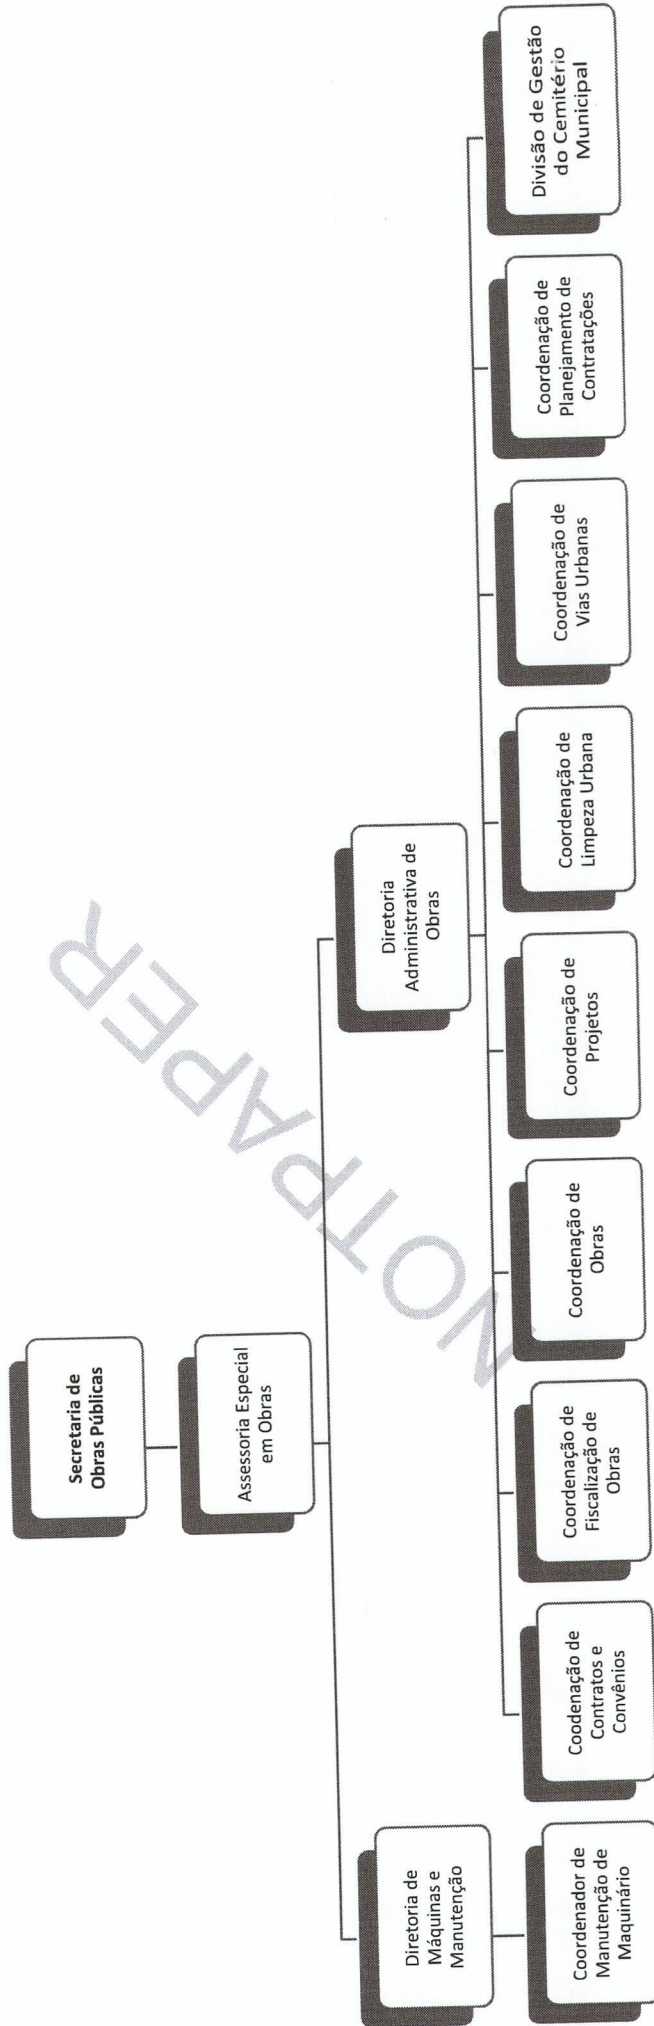 Secretaria de
Obras Públicas
Assessoria Especial
em Obras
Diretoria de
Máquinas e
Manutenção
Diretoria
Administrativa de
Obras
Coordenador de
Manutenção de
Maquinário
Coodenação de
Contratos e
Convênios
Coordenação de
Fiscalização de
Obras
Coordenação de
Obras
Coordenação de
Projetos
Coordenação de
Limpeza Urbana
Coordenação de
Vias Urbanas
Coordenação de
Planejamento de
Contratações
Divisão de Gestão
do Cemitério
Municipal
NOTPAPER